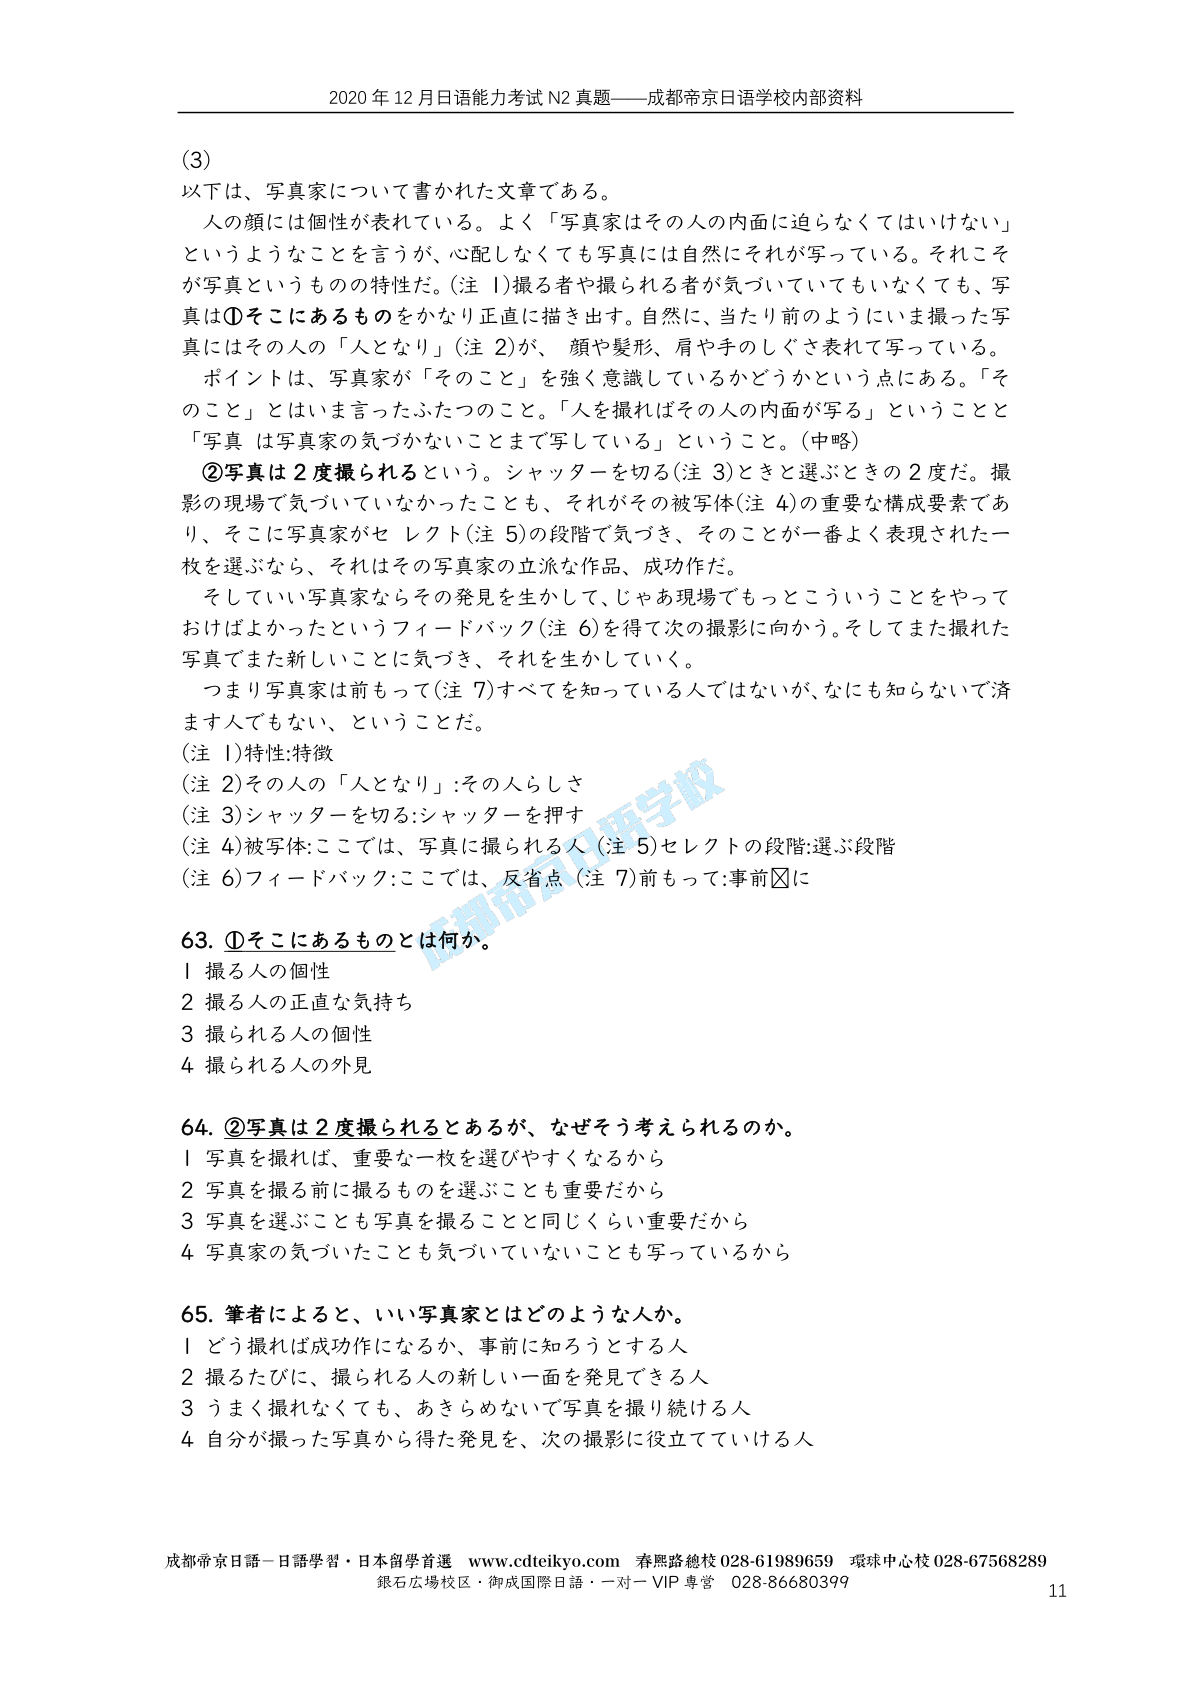 2020 年 12 月日语能力考试 N2 真题——成都帝京日语学校内部资料
(3)
以下は、写真家について書かれた文章である。
人の顔には個性が表れている。よく「写真家はその人の内面に迫らなくてはいけない」
というようなことを言うが、心配しなくても写真には自然にそれが写っている。それこそ
が写真というものの特性だ。(注 1)撮る者や撮られる者が気づいていてもいなくても、写
真は①そこにあるものをかなり正直に描き出す。自然に、当たり前のようにいま撮った写
真にはその人の「人となり」(注 2)が、 顔や髪形、肩や手のしぐさ表れて写っている。
ポイントは、写真家が「そのこと」を強く意識しているかどうかという点にある。「そ
のこと」とはいま言ったふたつのこと。「人を撮ればその人の内面が写る」ということと
「写真 は写真家の気づかないことまで写している」ということ。(中略)
②写真は 2 度撮られるという。シャッターを切る(注 3)ときと選ぶときの 2 度だ。撮
影の現場で気づいていなかったことも、それがその被写体(注 4)の重要な構成要素であ
り、そこに写真家がセ レクト(注 5)の段階で気づき、そのことが一番よく表現された一
枚を選ぶなら、それはその写真家の立派な作品、成功作だ。
そしていい写真家ならその発見を生かして、じゃあ現場でもっとこういうことをやって
おけばよかったというフィードバック(注 6)を得て次の撮影に向かう。そしてまた撮れた
写真でまた新しいことに気づき、それを生かしていく。
つまり写真家は前もって(注 7)すべてを知っている人ではないが、なにも知らないで済
ます人でもない、ということだ。
(注 1)特性:特徴
(注 2)その人の「人となり」:その人らしさ
(注 3)シャッターを切る:シャッターを押す
(注 4)被写体:ここでは、写真に撮られる人 (注 5)セレクトの段階:選ぶ段階
(注 6)フィードバック:ここでは、反省点 (注 7)前もって:事前に
成都帝京日语学校
63. ①そこにあるものとは何か。
1 撮る人の個性
2 撮る人の正直な気持ち
3 撮られる人の個性
4 撮られる人の外見
64. ②写真は 2 度撮られるとあるが、なぜそう考えられるのか。
1 写真を撮れば、重要な一枚を選びやすくなるから
2 写真を撮る前に撮るものを選ぶことも重要だから
3 写真を選ぶことも写真を撮ることと同じくらい重要だから
4 写真家の気づいたことも気づいていないことも写っているから
65. 筆者によると、いい写真家とはどのような人か。
1 どう撮れば成功作になるか、事前に知ろうとする人
2 撮るたびに、撮られる人の新しい一面を発見できる人
3 うまく撮れなくても、あきらめないで写真を撮り続ける人
4 自分が撮った写真から得た発見を、次の撮影に役立てていける人
成都帝京日語－日語學習・日本留學首選 www.cdteikyo.com 春熙路總校 028-61989659 環球中心校 028-67568289
銀石広場校区・御成国際日語・一对一 VIP 専営 028-86680399
11